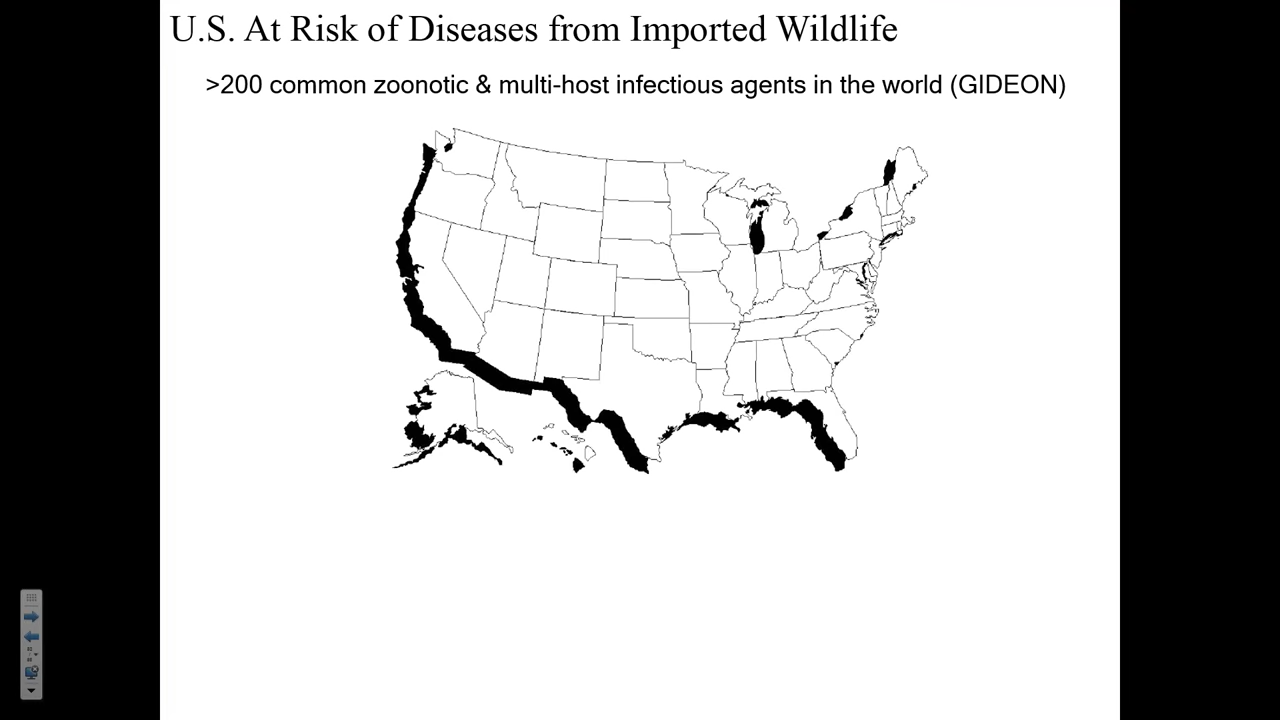 U.S. At Risk of Diseases from Imported Wildlife
>200 common zoonotic & multi-host infectious agents in the world (GIDEON)